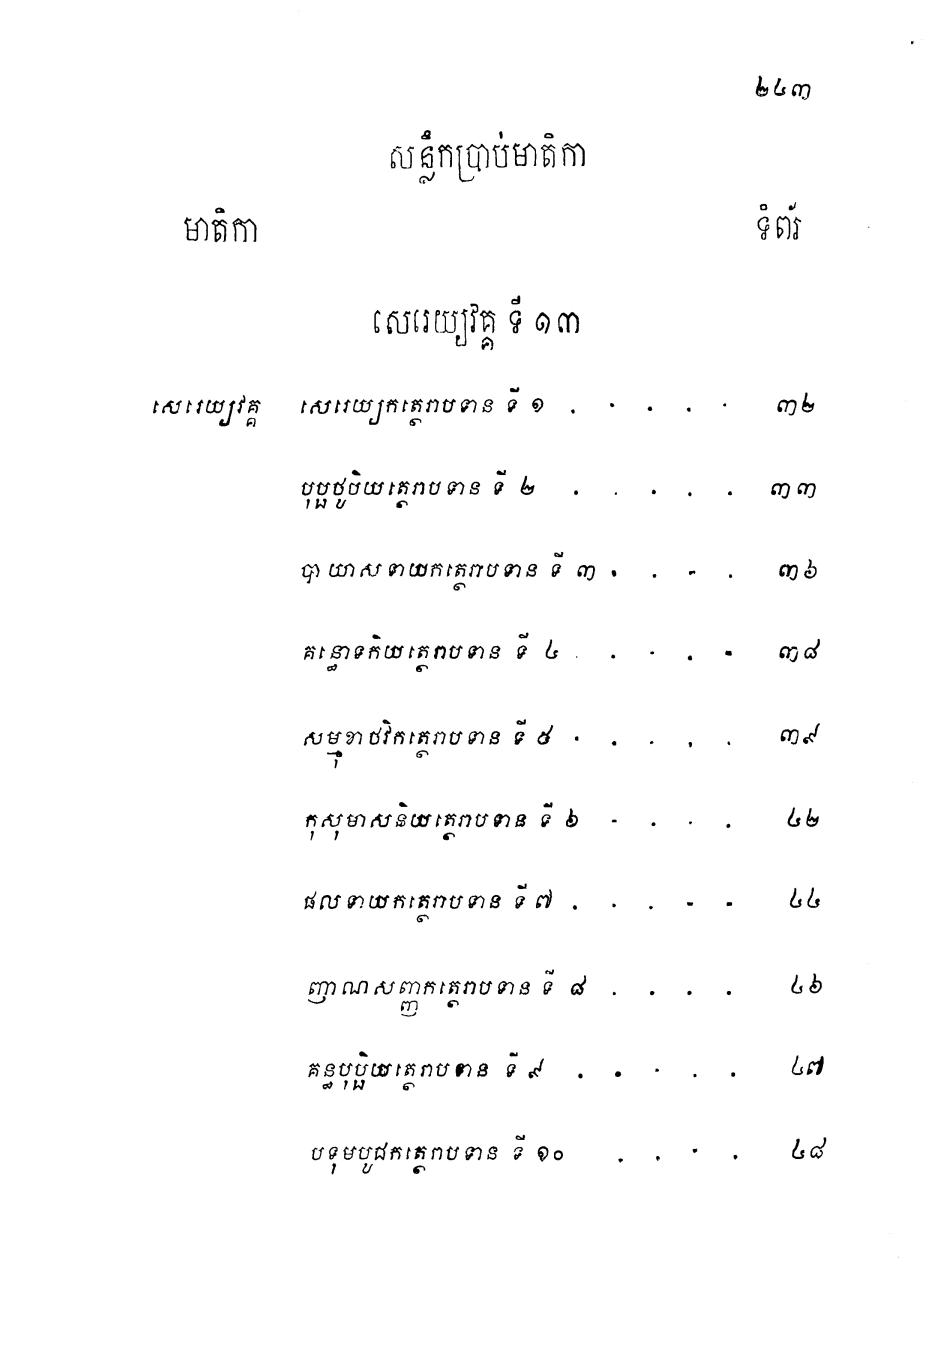 ២៤៣
សន្លឹកប្រាប់មាតិកា
មាតិកា ទំព័រ
សេរេយ្យវគ្គ ទី ១៣
សេរេយ្យវគ្គ សេរេយ្យកត្ថេរាបទាន ទី ១ . . . . . ៣២
បុប្ផថូបិយត្ថេរាបទាន ទី ២ . . . . . ៣៣
បាយាសទាយកត្ថេរាបទាន ទី ៣ . . . . ៣៦
គន្ធោទកិយត្ថេរាបទាន ទី ៤ . . . . . ៣៨
សម្មុខាថវិកត្ថេរាបទាន ទី ៥ . . . . . ៣៩
កុសុមាសនិយត្ថេរាបទាន ទី ៦ . . . . ៤២
ផលទាយកត្ថេរាបទាន ទី ៧ . . . . . ៤៤
ញាណសញ្ញកត្ថេរាបទាន ទី ៨ . . . . ៤៦
គន្ធបុប្ផិយត្ថេរាបទាន ទី ៩ . . . . . ៤៧
បទុមបូជកត្ថេរាបទាន ទី ១០ . . . . ៤៨